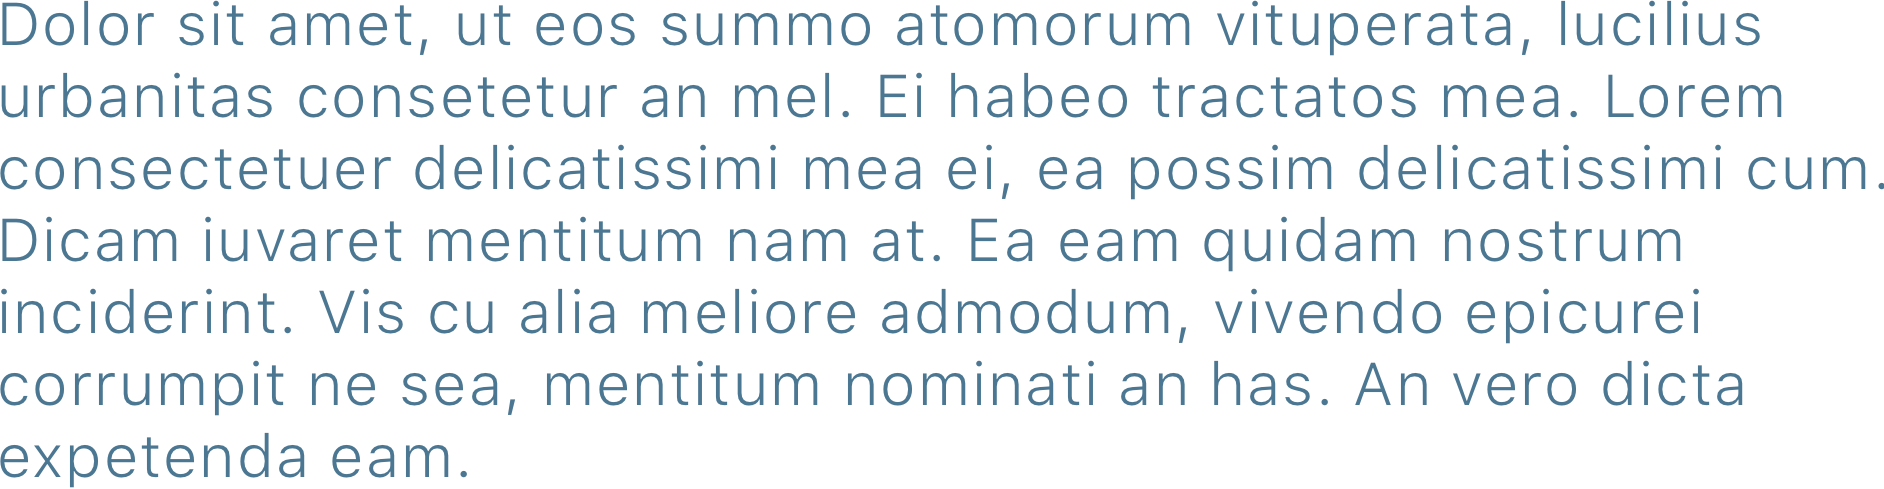 Dolor sit amet, ut eos summo atomorum vituperata, lucilius
urbanitas consetetur an mel. Ei habeo tractatos mea. Lorem
consectetuer delicatissimi mea ei, ea possim delicatissimi cum.
Dicam iuvaret mentitum nam at. Ea eam quidam nostrum
inciderint. Vis cu alia meliore admodum, vivendo epicurei
corrumpit ne sea, mentitum nominati an has. An vero dicta
expetenda eam.